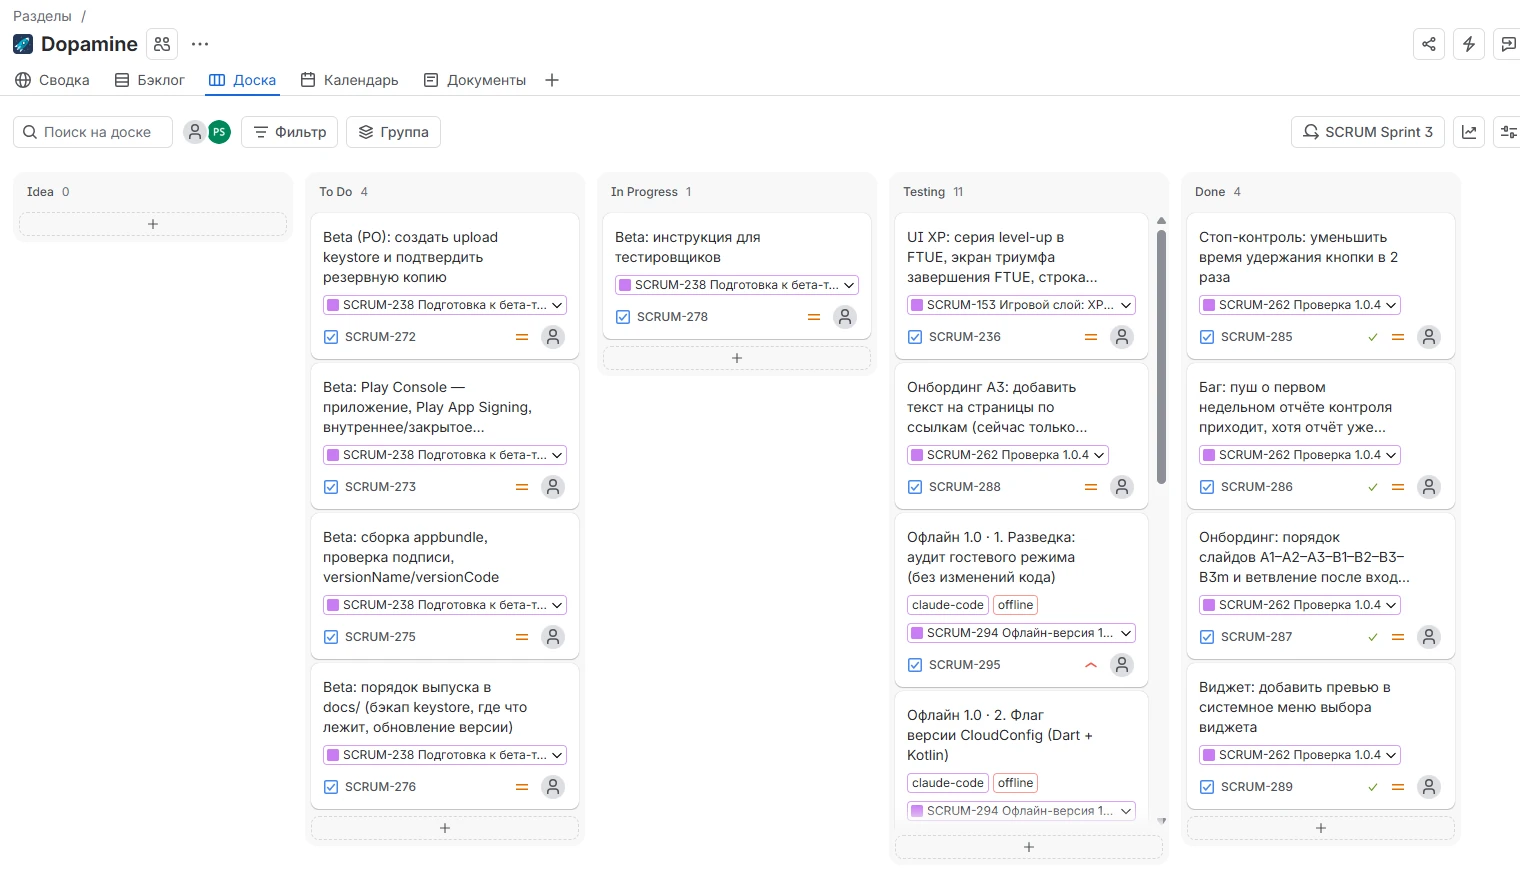 Разделы /
Dopamine
Сводка
Бэклог
Доска
Календарь
Документы
Поиск на доске
PS
Фильтр
Группа
SCRUM Sprint 3
Idea 0
To Do 4
Beta (PO): создать upload
keystore и подтвердить
резервную копию
SCRUM-238 Подготовка к бета-т...
SCRUM-272
Beta: Play Console —
приложение, Play App Signing,
внутреннее/закрытое...
SCRUM-238 Подготовка к бета-т...
SCRUM-273
Beta: сборка appbundle,
проверка подписи,
versionName/versionCode
SCRUM-238 Подготовка к бета-т...
SCRUM-275
Beta: порядок выпуска в
docs/ (бэкап keystore, где что
лежит, обновление версии)
SCRUM-238 Подготовка к бета-т...
SCRUM-276
In Progress 1
Beta: инструкция для
тестировщиков
SCRUM-238 Подготовка к бета-т...
SCRUM-278
Testing 11
UI XP: серия level-up в
FTUE, экран триумфа
завершения FTUE, строка...
SCRUM-153 Игровой слой: XP...
SCRUM-236
Онбординг A3: добавить
текст на страницы по
ссылкам (сейчас только...
SCRUM-262 Проверка 1.0.4
SCRUM-288
Офлайн 1.0 · 1. Разведка:
аудит гостевого режима
(без изменений кода)
claude-code offline
SCRUM-294 Офлайн-версия 1...
SCRUM-295
Офлайн 1.0 · 2. Флаг
версии CloudConfig (Dart +
Kotlin)
claude-code offline
SCRUM-294 Офлайн-версия 1...
Done 4
Стоп-контроль: уменьшить
время удержания кнопки в 2
раза
SCRUM-262 Проверка 1.0.4
SCRUM-285
Баг: пуш о первом
недельном отчёте контроля
приходит, хотя отчёт уже...
SCRUM-262 Проверка 1.0.4
SCRUM-286
Онбординг: порядок
слайдов A1–A2–A3–B1–B2–B3–
B3m и ветвление после вход...
SCRUM-262 Проверка 1.0.4
SCRUM-287
Виджет: добавить превью в
системное меню выбора
виджета
SCRUM-262 Проверка 1.0.4
SCRUM-289